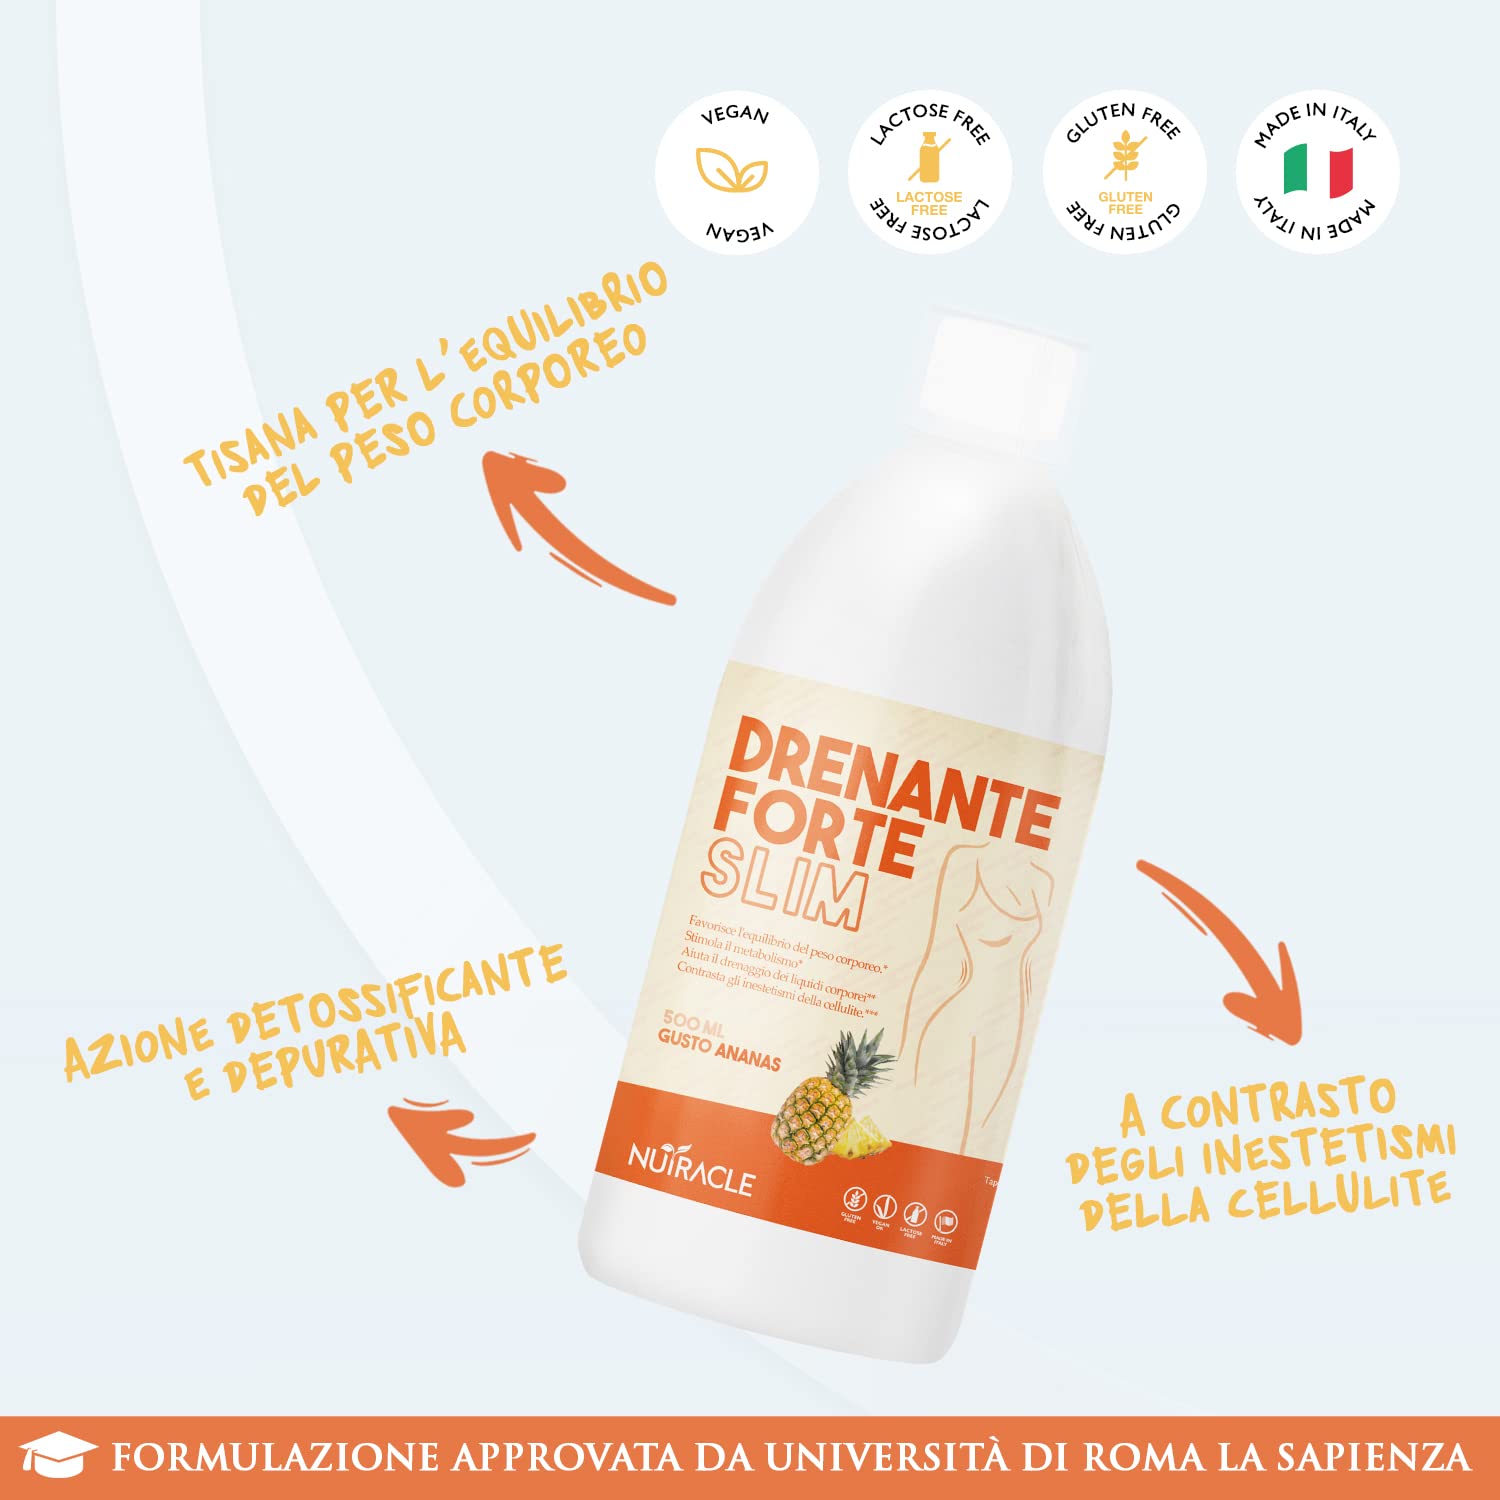 VEGAN
VEGAN
LACTOSE FREE
LACTOSE
FREE
LACTOSE FREE
GLUTEN FREE
GLUTEN
FREE
GLUTEN FREE
MADE IN ITALY
MADE IN ITALY
TISANA PER L'EQUILIBRIO
DEL PESO CORPOREO
DRENANTE
FORTE
SLIM
Favorisce l'equilibrio del peso corporeo.*
Stimola il metabolismo*
Aiuta il drenaggio dei liquidi corporei**
Contrasta gli inestetismi della cellulite.***
500 ML
GUSTO ANANAS
NUTRACLE
GLUTEN
FREE
VEGAN
OK
LACTOSE
FREE
MADE IN
ITALY
AZIONE DETOSSIFICANTE
E DEPURATIVA
A CONTRASTO
DEGLI INESTETISMI
DELLA CELLULITE
FORMULAZIONE APPROVATA DA UNIVERSITÀ DI ROMA LA SAPIENZA